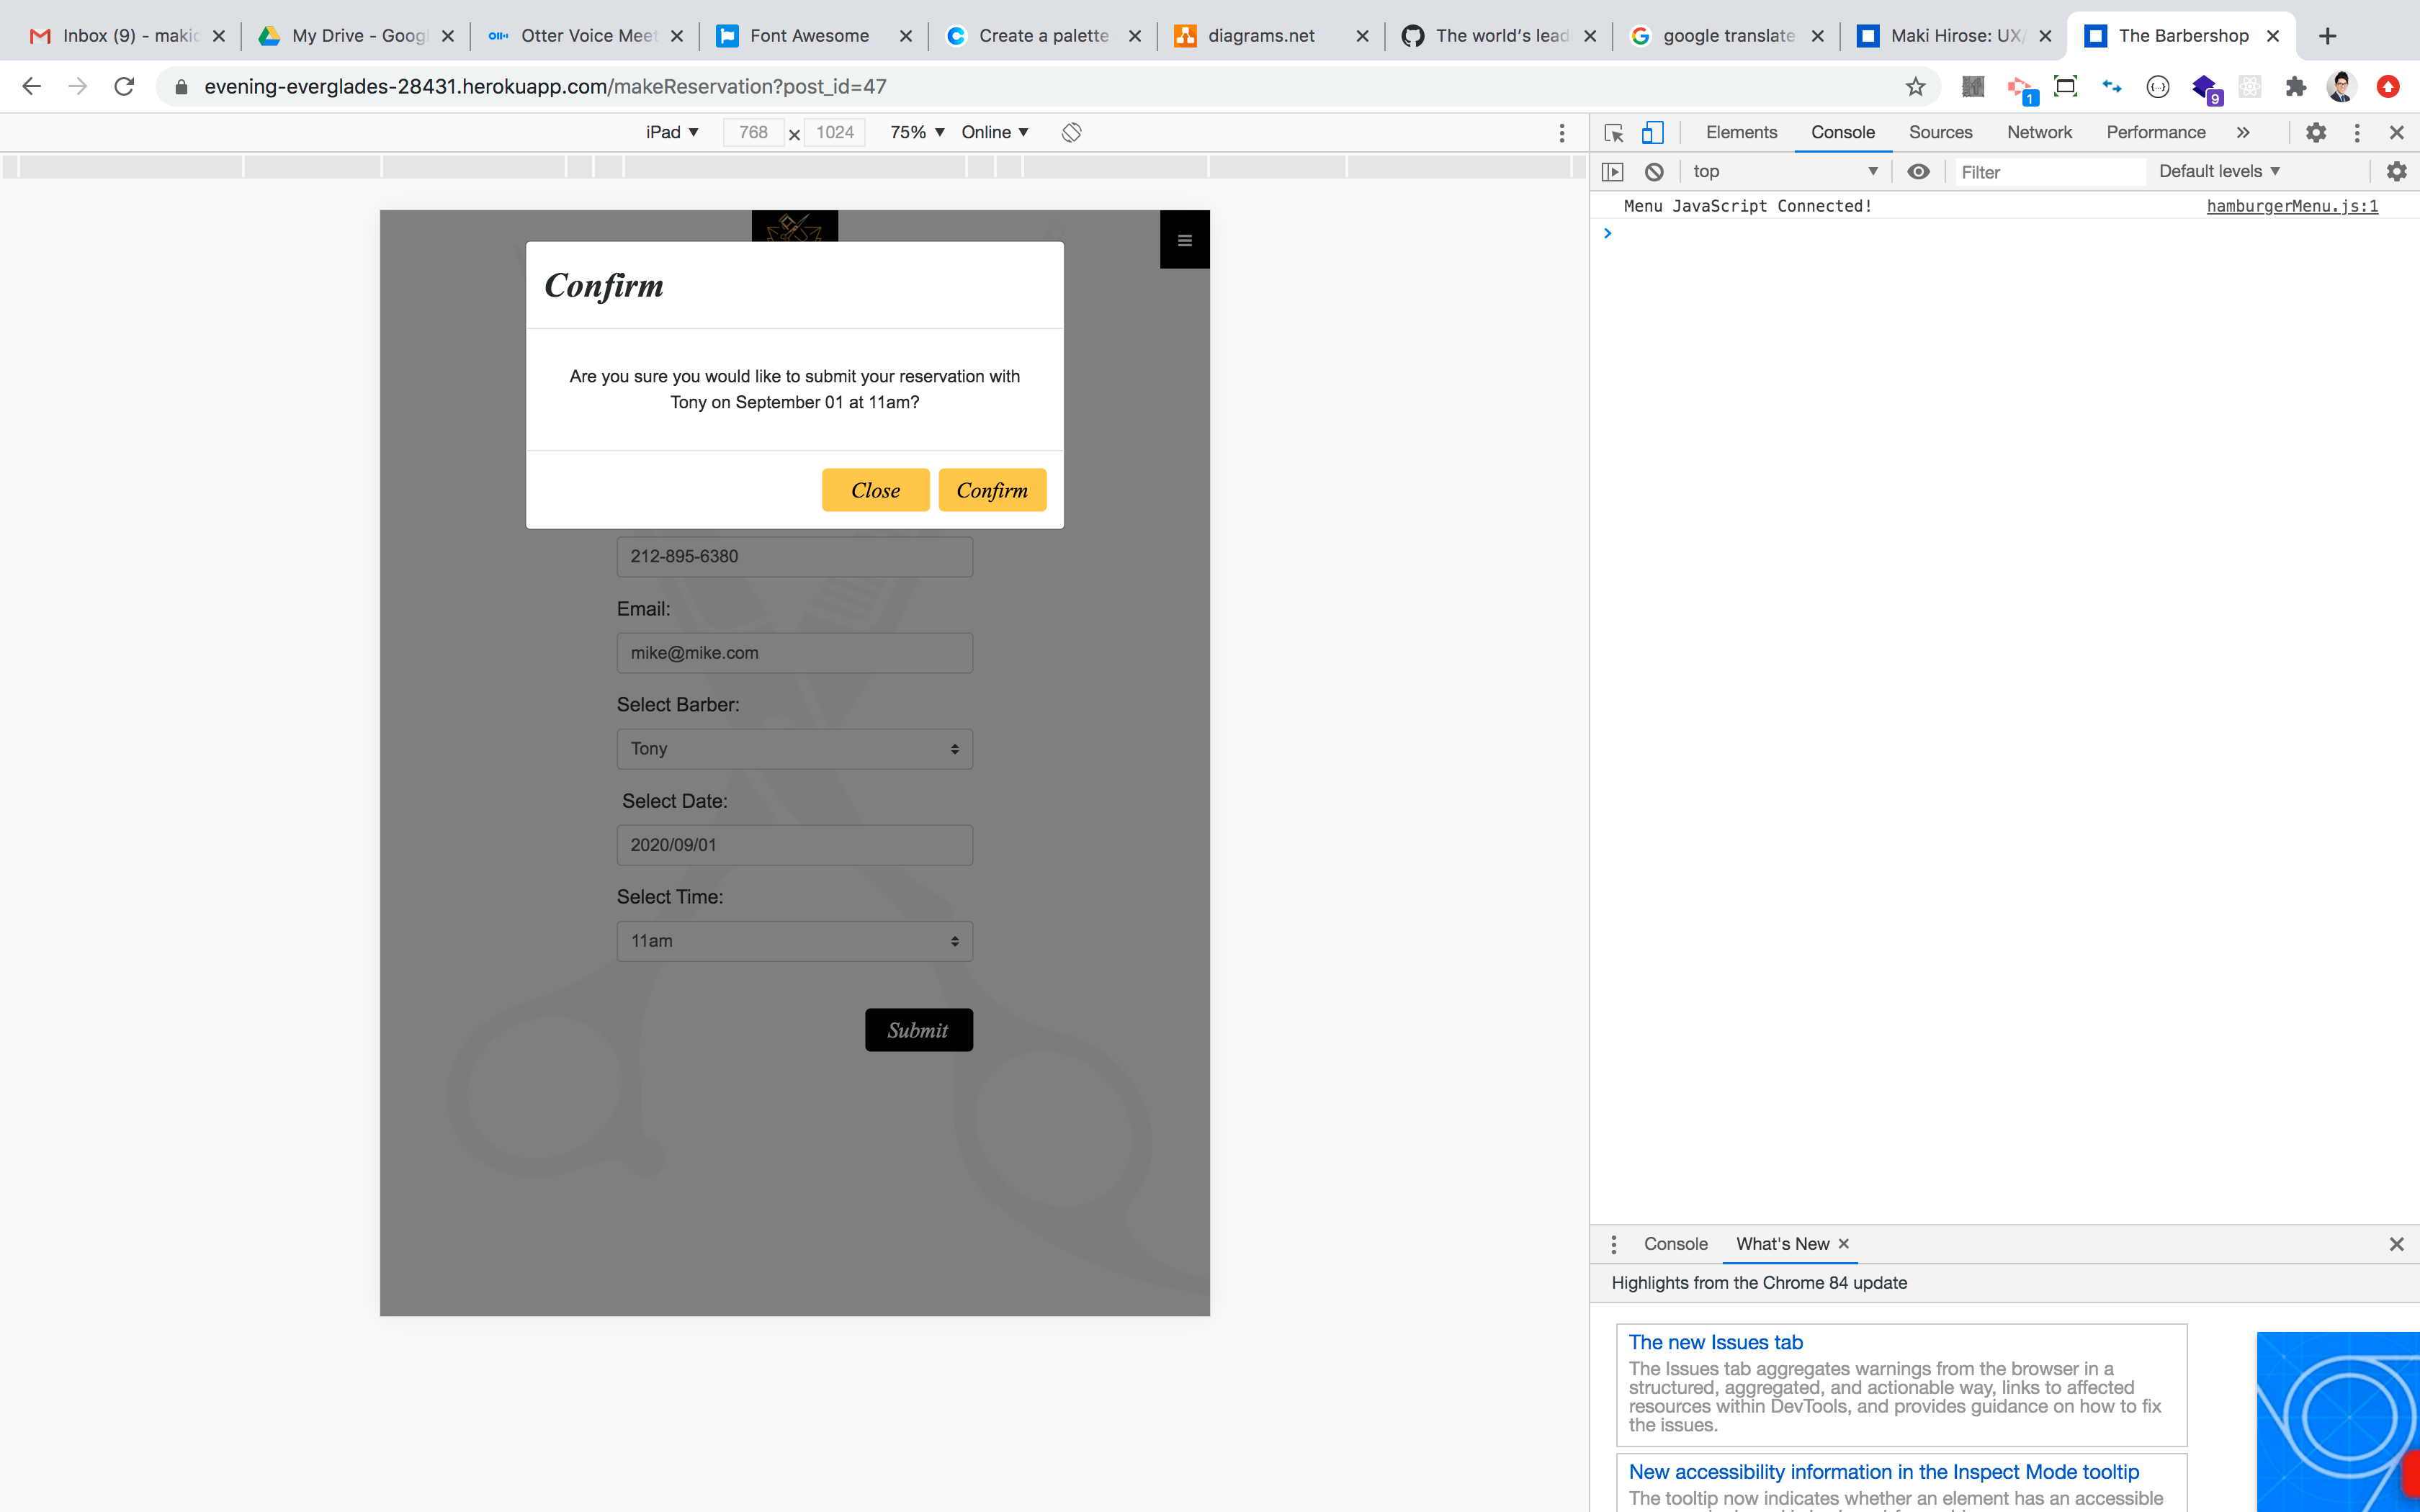 Inbox (9) - makic
My Drive - Googl
Otter Voice Meet
Font Awesome
Create a palette
diagrams.net
The world's lead
google translate
Maki Hirose: UX/
The Barbershop
evening-everglades-28431.herokuapp.com/makeReservation?post_id=47
1
9
iPad
768
1024
75%
Online
Elements
Console
Sources
Network
Performance
top
Filter
Default levels
Menu JavaScript Connected!
hamburgerMenu.js:1
Confirm
Are you sure you would like to submit your reservation with
Tony on September 01 at 11am?
Close
Confirm
212-895-6380
Email:
mike@mike.com
Select Barber:
Tony
Select Date:
2020/09/01
Select Time:
11am
Submit
Console
What's New
Highlights from the Chrome 84 update
The new Issues tab
The Issues tab aggregates warnings from the browser in a
structured, aggregated, and actionable way, links to affected
resources within DevTools, and provides guidance on how to fix
the issues.
New accessibility information in the Inspect Mode tooltip
The tooltip now indicates whether an element has an accessible